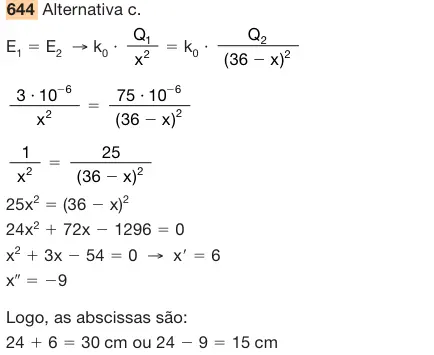 644 Alternativa c.
E₁ = E₂ → k₀ · Q₁/x² = k₀ · Q₂/(36 − x)²
3 · 10⁻⁶/x² = 75 · 10⁻⁶/(36 − x)²
1/x² = 25/(36 − x)²
25x² = (36 − x)²
24x² + 72x − 1296 = 0
x² + 3x − 54 = 0 → x′ = 6
x″ = −9
Logo, as abscissas são:
24 + 6 = 30 cm ou 24 − 9 = 15 cm